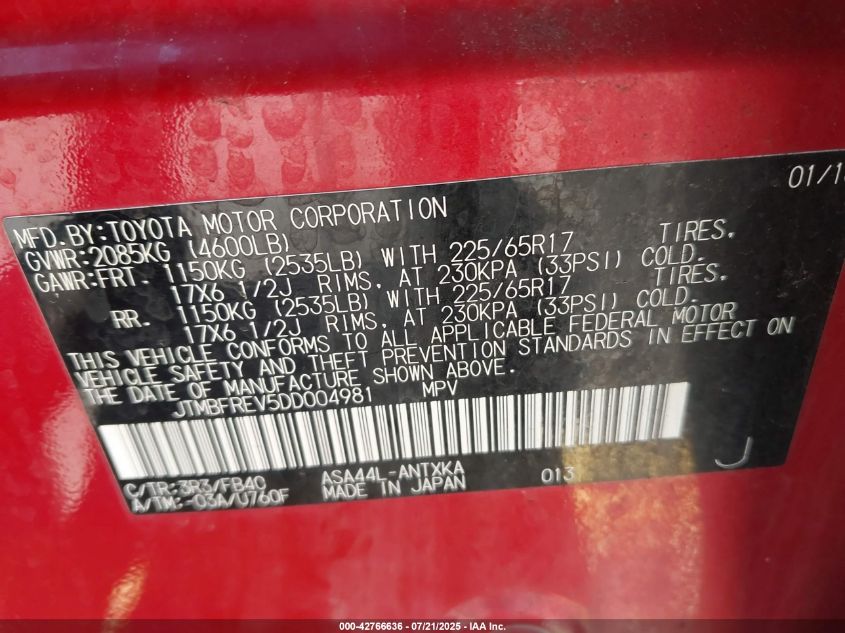 01/1
MFD.BY:TOYOTA MOTOR CORPORATION
GVWR:2085KG (4600LB)
GAWR:FRT. 1150KG (2535LB) WITH 225/65R17 TIRES.
17X6 1/2J RIMS, AT 230KPA (33PSI) COLD.
RR. 1150KG (2535LB) WITH 225/65R17 TIRES.
17X6 1/2J RIMS, AT 230KPA (33PSI) COLD.
THIS VEHICLE CONFORMS TO ALL APPLICABLE FEDERAL MOTOR
VEHICLE SAFETY AND THEFT PREVENTION STANDARDS IN EFFECT ON
THE DATE OF MANUFACTURE SHOWN ABOVE.
JTMBFREV5DD004981 MPV
C/TR:3R3/FB40 ASA44L-ANTXKA 013 J
A/TM:-03A/U760F MADE IN JAPAN
000-42766636 - 07/21/2025 - IAA Inc.